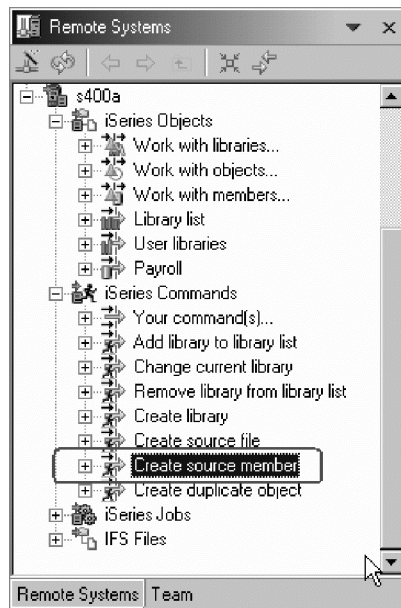 Remote Systems
s400a
iSeries Objects
Work with libraries...
Work with objects...
Work with members...
Library list
User libraries
Payroll
iSeries Commands
Your command(s)...
Add library to library list
Change current library
Remove library from library list
Create library
Create source file
Create source member
Create duplicate object
iSeries Jobs
IFS Files
Remote Systems Team